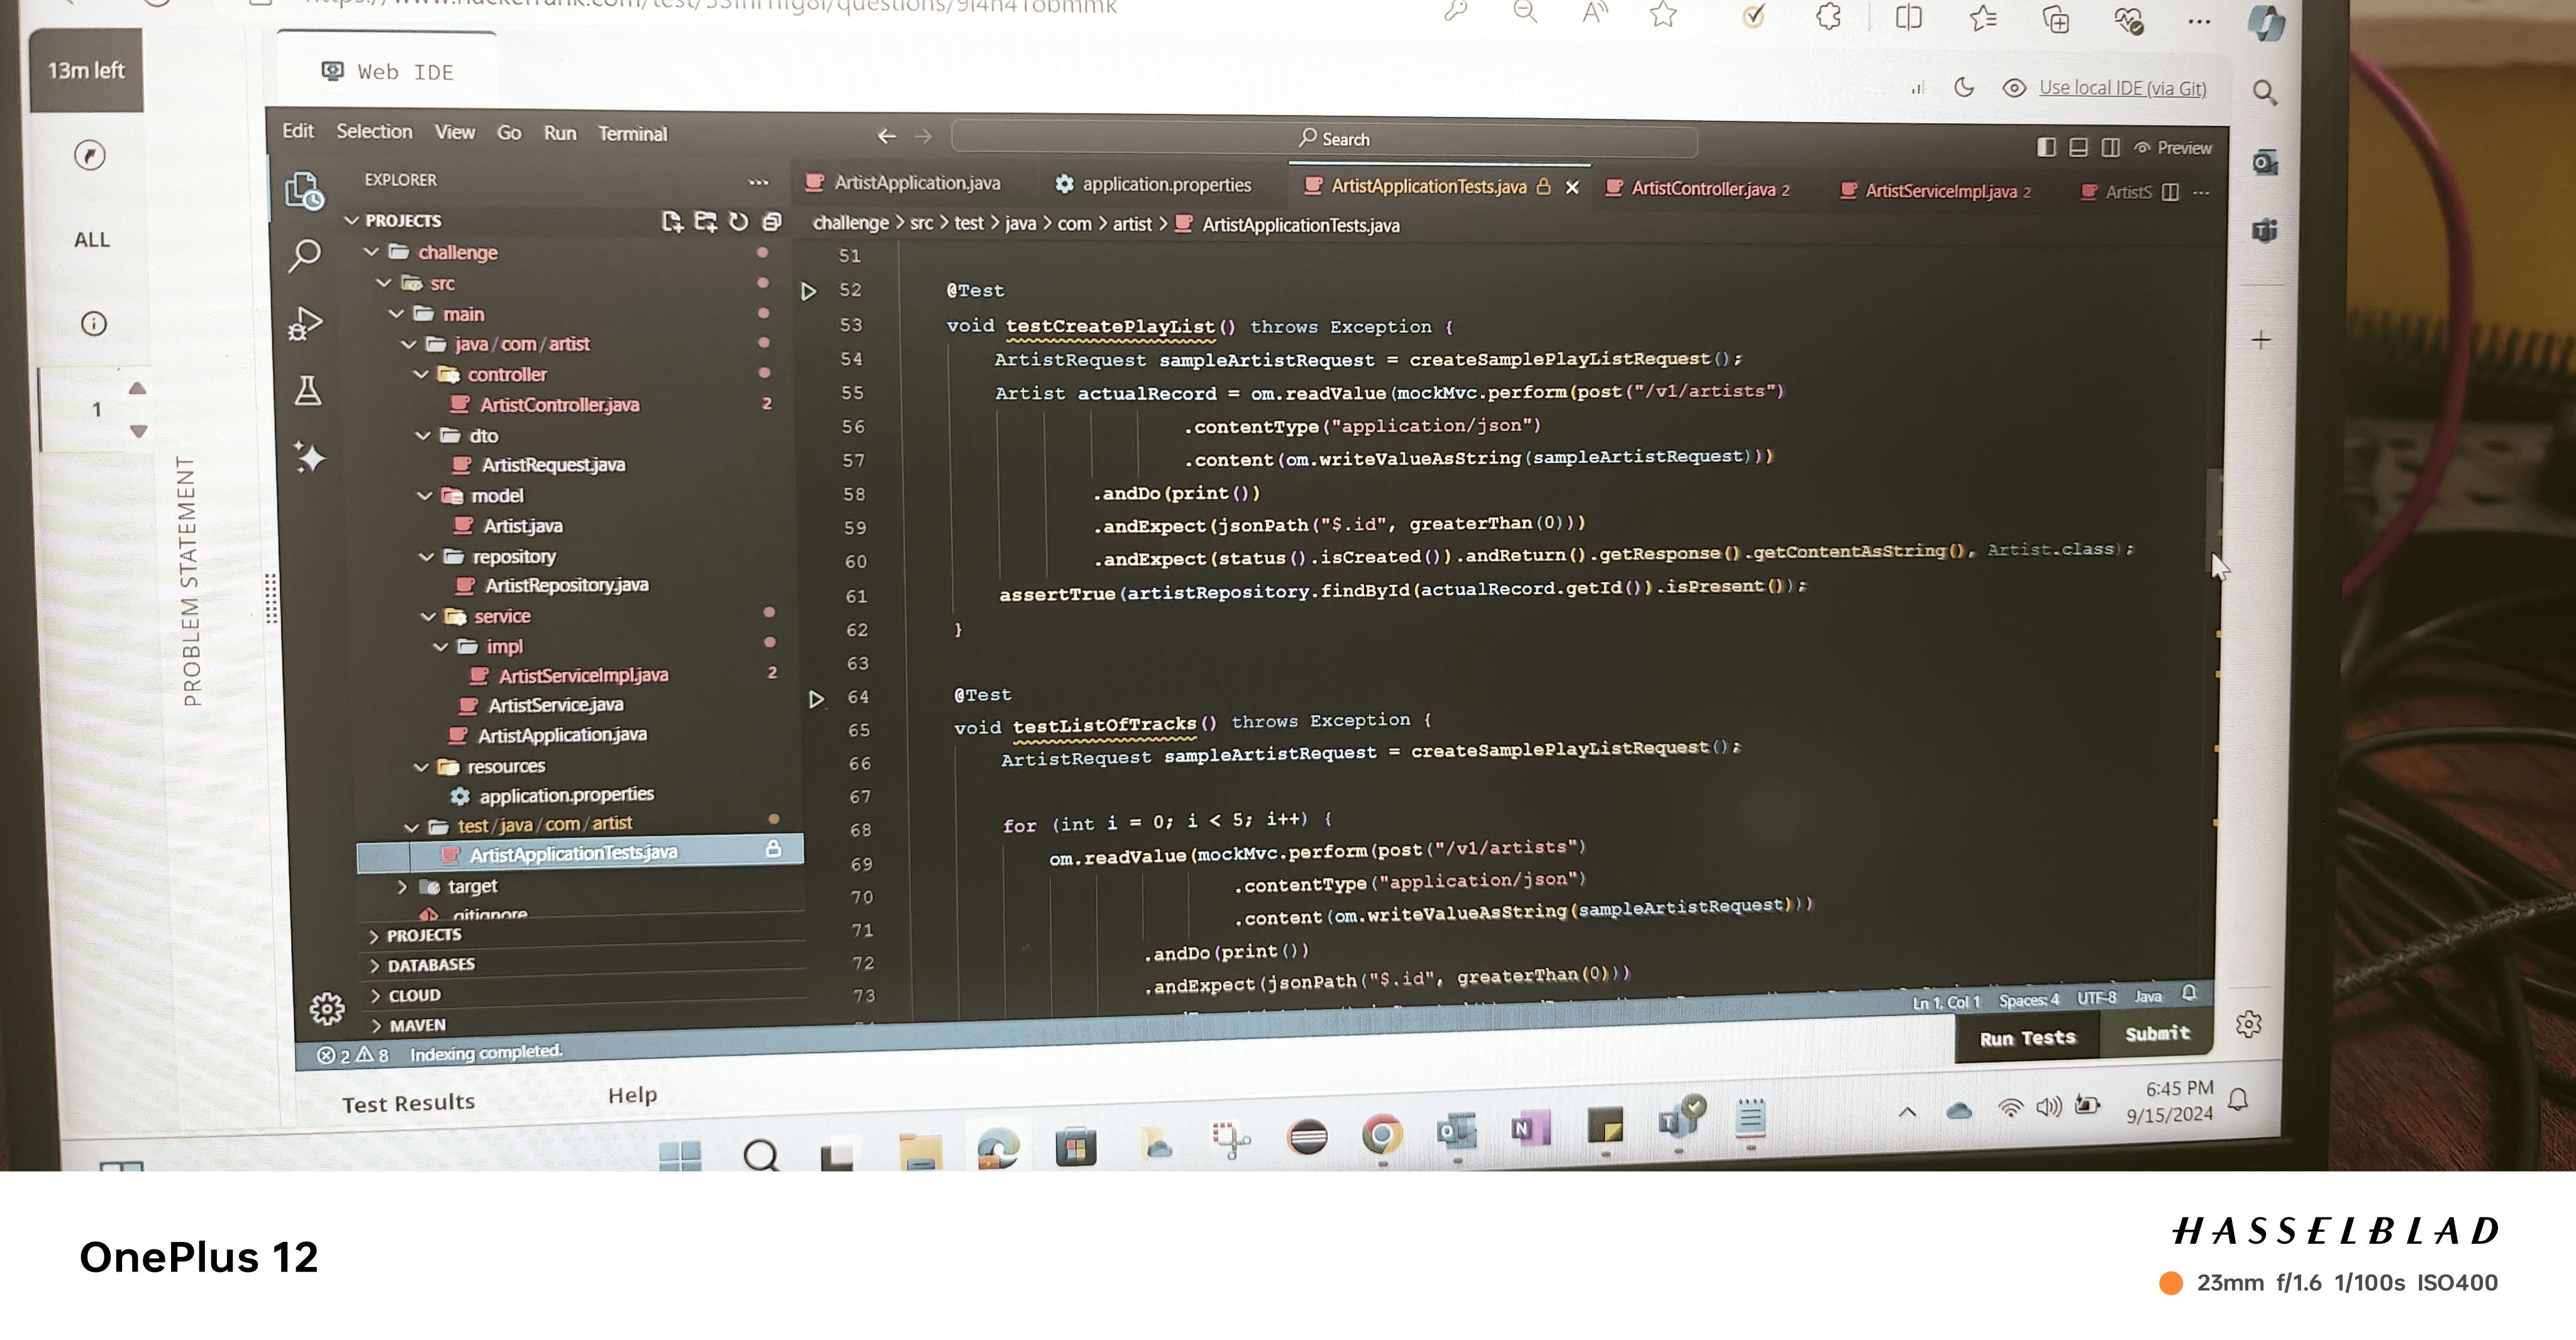 13m left
ALL
1
PROBLEM STATEMENT
Web IDE
Use local IDE (via Git)
Edit Selection View Go Run Terminal
Search
Preview
EXPLORER
PROJECTS
challenge
src
main
java/com/artist
controller
ArtistController.java 2
dto
ArtistRequest.java
model
Artist.java
repository
ArtistRepository.java
service
impl
ArtistServiceImpl.java 2
ArtistService.java
ArtistApplication.java
resources
application.properties
test/java/com/artist
ArtistApplicationTests.java
target
.gitignore
PROJECTS
DATABASES
CLOUD
MAVEN
ArtistApplication.java application.properties ArtistApplicationTests.java ArtistController.java 2 ArtistServiceImpl.java 2 ArtistS
challenge > src > test > java > com > artist > ArtistApplicationTests.java
51
52 @Test
53 void testCreatePlayList() throws Exception {
54 ArtistRequest sampleArtistRequest = createSamplePlayListRequest();
55 Artist actualRecord = om.readValue(mockMvc.perform(post("/v1/artists")
56 .contentType("application/json")
57 .content(om.writeValueAsString(sampleArtistRequest)))
58 .andDo(print())
59 .andExpect(jsonPath("$.id", greaterThan(0)))
60 .andExpect(status().isCreated()).andReturn().getResponse().getContentAsString(), Artist.class);
61 assertTrue(artistRepository.findById(actualRecord.getId()).isPresent());
62 }
63
64 @Test
65 void testListOfTracks() throws Exception {
66 ArtistRequest sampleArtistRequest = createSamplePlayListRequest();
67
68 for (int i = 0; i < 5; i++) {
69 om.readValue(mockMvc.perform(post("/v1/artists")
70 .contentType("application/json")
71 .content(om.writeValueAsString(sampleArtistRequest)))
72 .andDo(print())
73 .andExpect(jsonPath("$.id", greaterThan(0)))
Ln 1, Col 1 Spaces: 4 UTF-8 Java
2 8 Indexing completed.
Run Tests Submit
Test Results Help
6:45 PM
9/15/2024
OnePlus 12
HASSELBLAD
23mm f/1.6 1/100s ISO400